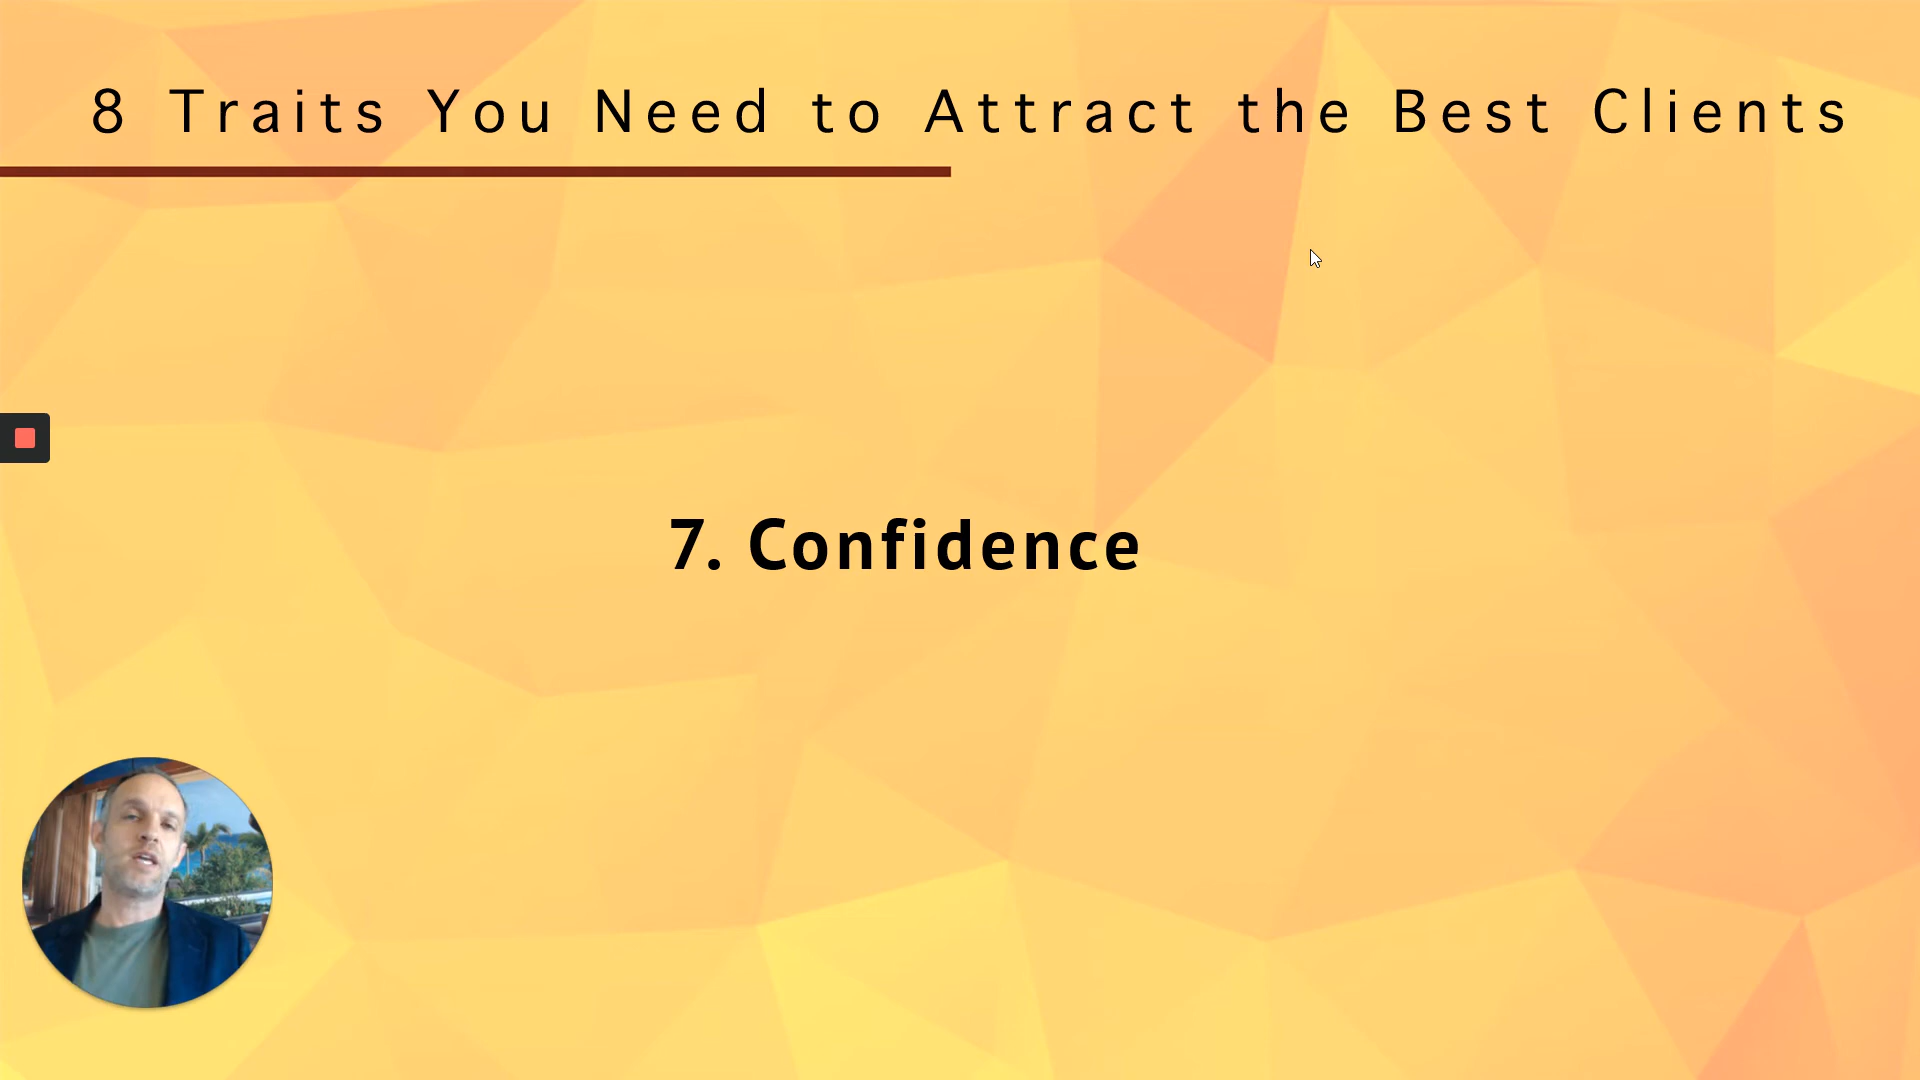 8 Traits You Need to Attract the Best Clients
7. Confidence